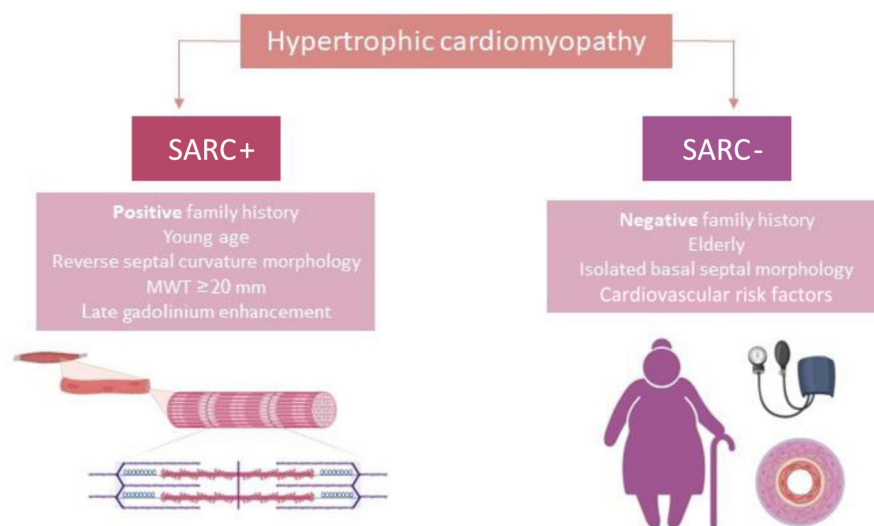 Hypertrophic cardiomyopathy
SARC+
Positive family history
Young age
Reverse septal curvature morphology
MWT ≥20 mm
Late gadolinium enhancement
SARC-
Negative family history
Elderly
Isolated basal septal morphology
Cardiovascular risk factors